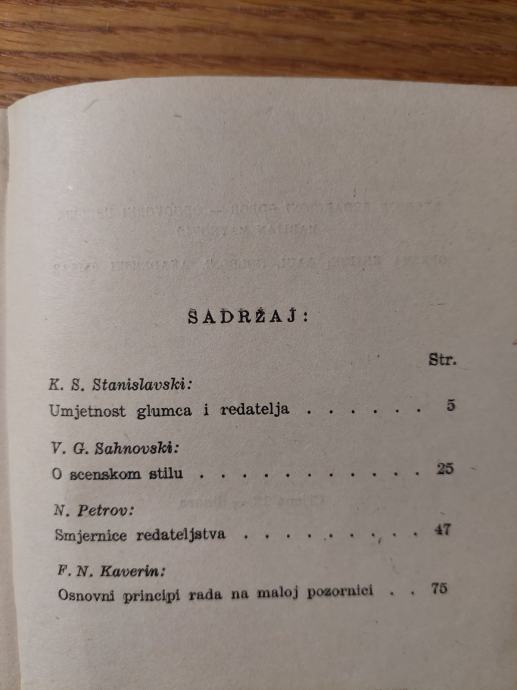 SADRŽAJ:
Str.
K. S. Stanislavski:
Umjetnost glumca i redatelja . . . . . . 5
V. G. Sahnovski:
O scenskom stilu . . . . . . . . . . . 25
N. Petrov:
Smjernice redateljstva . . . . . . . . . 47
F. N. Kaverin:
Osnovni principi rada na maloj pozornici . . 75